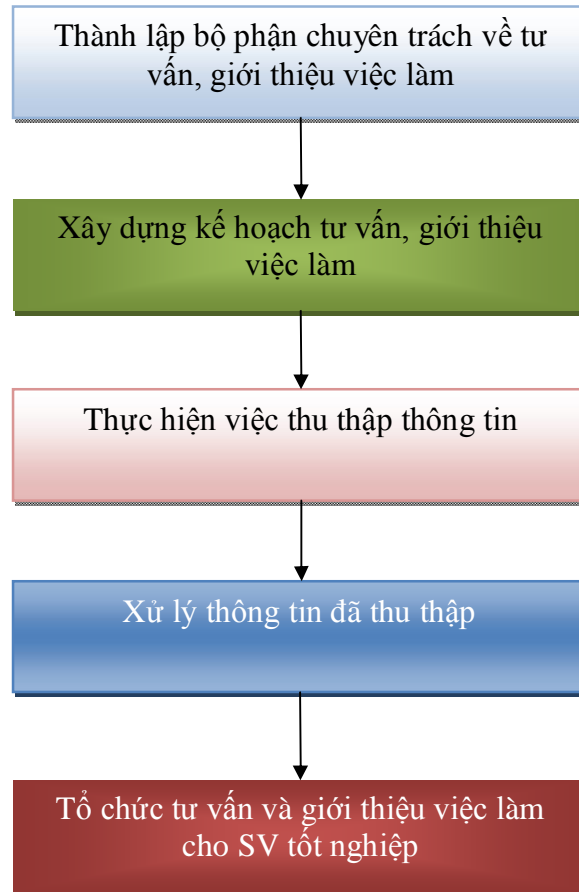 Thành lập bộ phận chuyên trách về tư
vấn, giới thiệu việc làm
Xây dựng kế hoạch tư vấn, giới thiệu
việc làm
Thực hiện việc thu thập thông tin
Xử lý thông tin đã thu thập
Tổ chức tư vấn và giới thiệu việc làm
cho SV tốt nghiệp